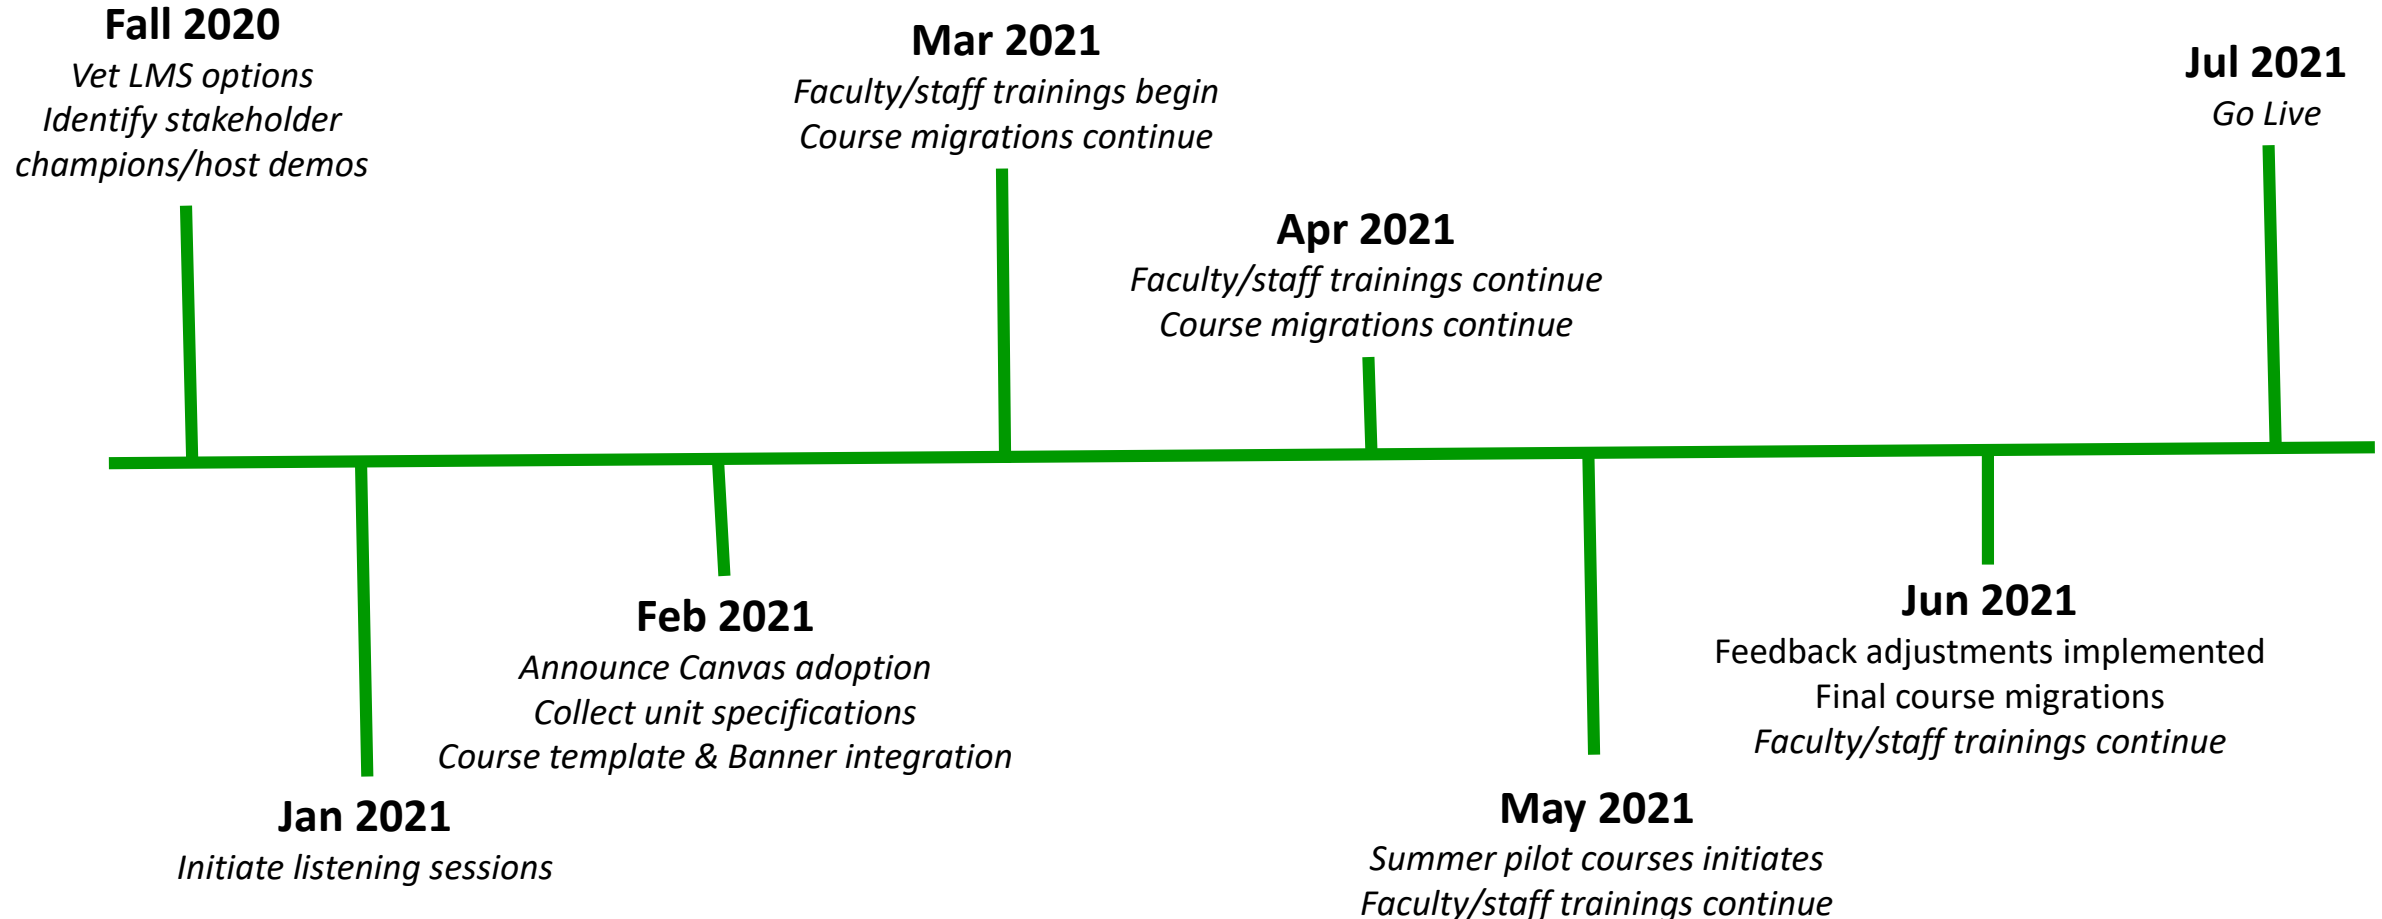 Fall 2020
Vet LMS options
Identify stakeholder
champions/host demos
Jan 2021
Initiate listening sessions
Feb 2021
Announce Canvas adoption
Collect unit specifications
Course template & Banner integration
Mar 2021
Faculty/staff trainings begin
Course migrations continue
Apr 2021
Faculty/staff trainings continue
Course migrations continue
May 2021
Summer pilot courses initiates
Faculty/staff trainings continue
Jun 2021
Feedback adjustments implemented
Final course migrations
Faculty/staff trainings continue
Jul 2021
Go Live